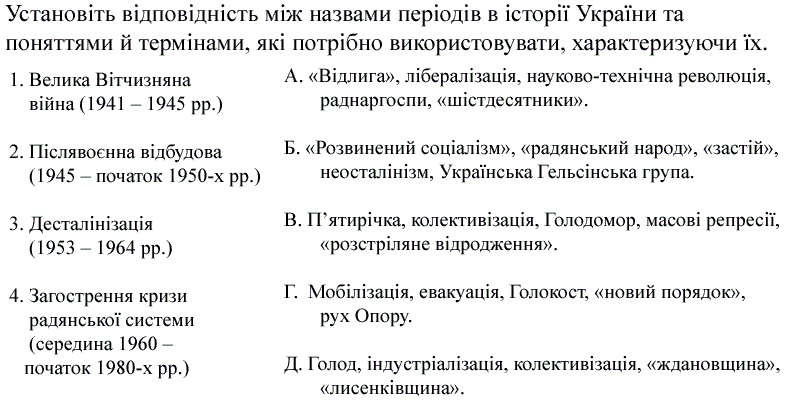 Установіть відповідність між назвами періодів в історії України та
поняттями й термінами, які потрібно використовувати, характеризуючи їх.
1. Велика Вітчизняна
війна (1941 – 1945 рр.)
2. Післявоєнна відбудова
(1945 – початок 1950-х рр.)
3. Десталінізація
(1953 – 1964 рр.)
4. Загострення кризи
радянської системи
(середина 1960 –
початок 1980-х рр.)
А. «Відлига», лібералізація, науково-технічна революція,
раднаргоспи, «шістдесятники».
Б. «Розвинений соціалізм», «радянський народ», «застій»,
неосталінізм, Українська Гельсінська група.
В. П’ятирічка, колективізація, Голодомор, масові репресії,
«розстріляне відродження».
Г. Мобілізація, евакуація, Голокост, «новий порядок»,
рух Опору.
Д. Голод, індустріалізація, колективізація, «ждановщина»,
«лисенківщина».